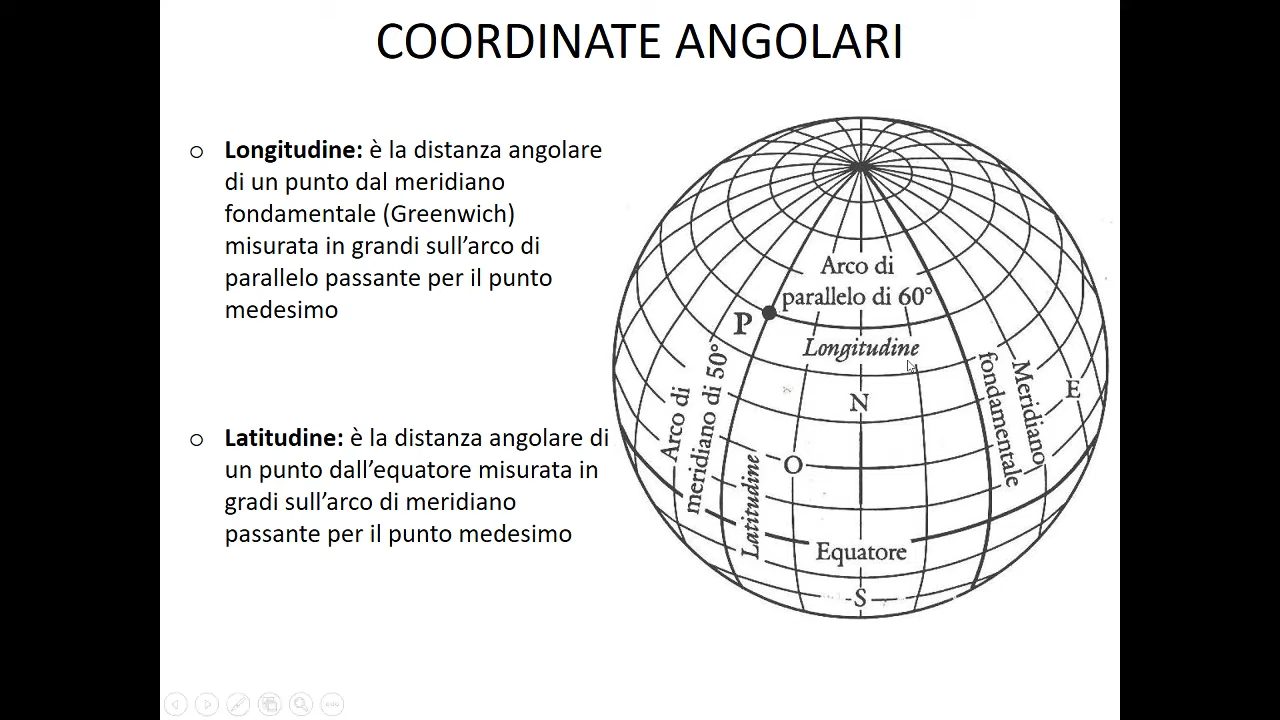 COORDINATE ANGOLARI
o Longitudine: è la distanza angolare
di un punto dal meridiano
fondamentale (Greenwich)
misurata in grandi sull’arco di
parallelo passante per il punto
medesimo
o Latitudine: è la distanza angolare di
un punto dall’equatore misurata in
gradi sull’arco di meridiano
passante per il punto medesimo
Arco di
parallelo di 60°
P
Longitudine
Arco di
meridiano di 50°
Latitudine
N
O
E
S
Meridiano
fondamentale
Equatore